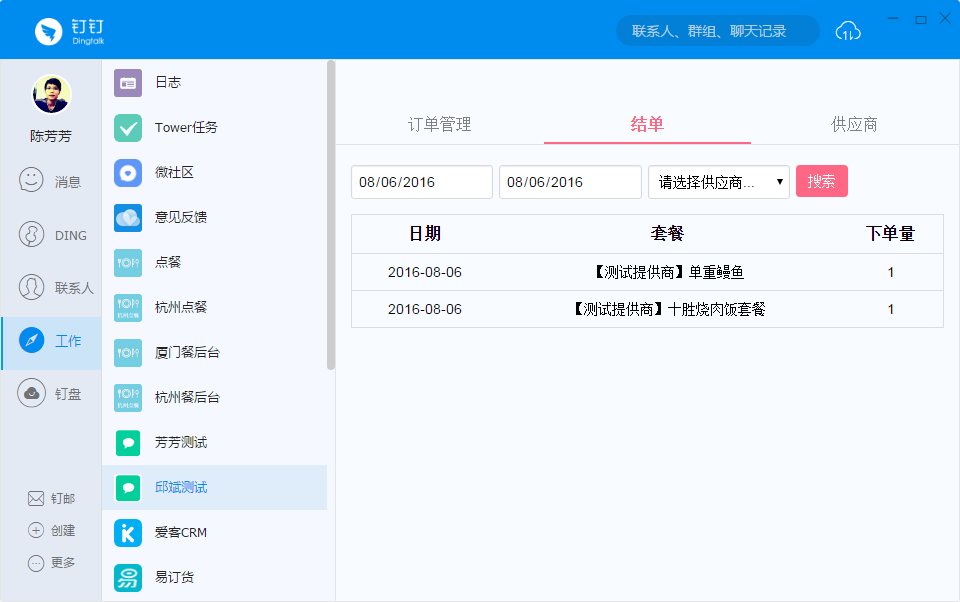 钉钉
Dingtalk
联系人、群组、聊天记录
陈芳芳
消息
DING
联系人
工作
钉盘
钉邮
创建
更多
日志
Tower任务
微社区
意见反馈
点餐
杭州点餐
厦门餐后台
杭州餐后台
芳芳测试
邱斌测试
爱客CRM
易订货
订单管理 结单 供应商
08/06/2016 08/06/2016 请选择供应商... 搜索
日期 套餐 下单量
2016-08-06 【测试提供商】单重鳗鱼 1
2016-08-06 【测试提供商】十胜烧肉饭套餐 1